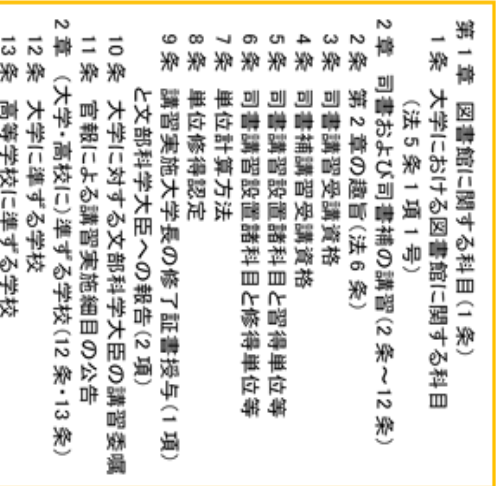 第1章 図書館に関する科目(1条)
1条 大学における図書館に関する科目
(法5条1項1号)
2章 司書および司書補の講習(2条～12条)
2条 第2章の趣旨(法6条)
3条 司書講習受講資格
4条 司書補講習受講資格
5条 司書講習設置諸科目と習得単位等
6条 司書講習設置諸科目と修得単位等
7条 単位計算方法
8条 単位修得認定
9条 講習実施大学長の修了証書授与(1項)
と文部科学大臣への報告(2項)
10条 大学に対する文部科学大臣の講習委嘱
11条 官報による講習実施細目の公告
2章 (大学・高校に)準ずる学校(12条・13条)
12条 大学に準ずる学校
13条 高等学校に準ずる学校